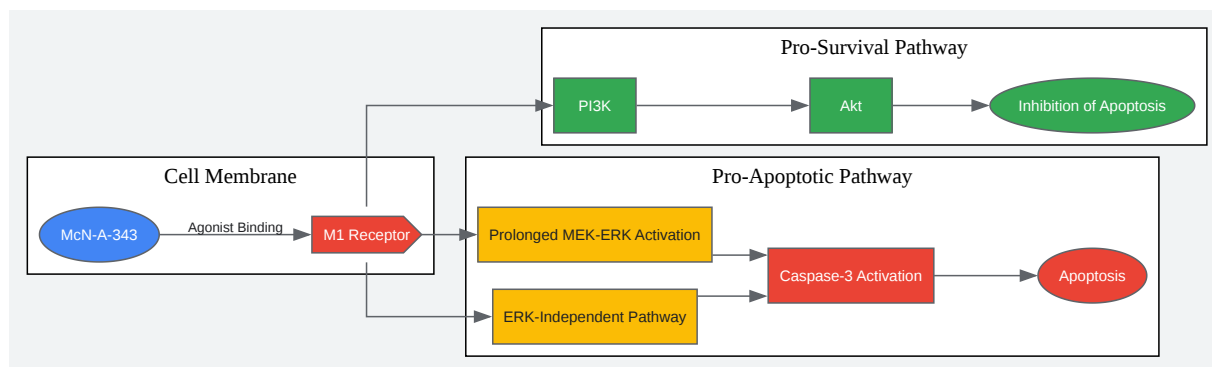 Pro-Survival Pathway
PI3K
Akt
Inhibition of Apoptosis
Cell Membrane
McN-A-343
Agonist Binding
M1 Receptor
Pro-Apoptotic Pathway
Prolonged MEK-ERK Activation
ERK-Independent Pathway
Caspase-3 Activation
Apoptosis